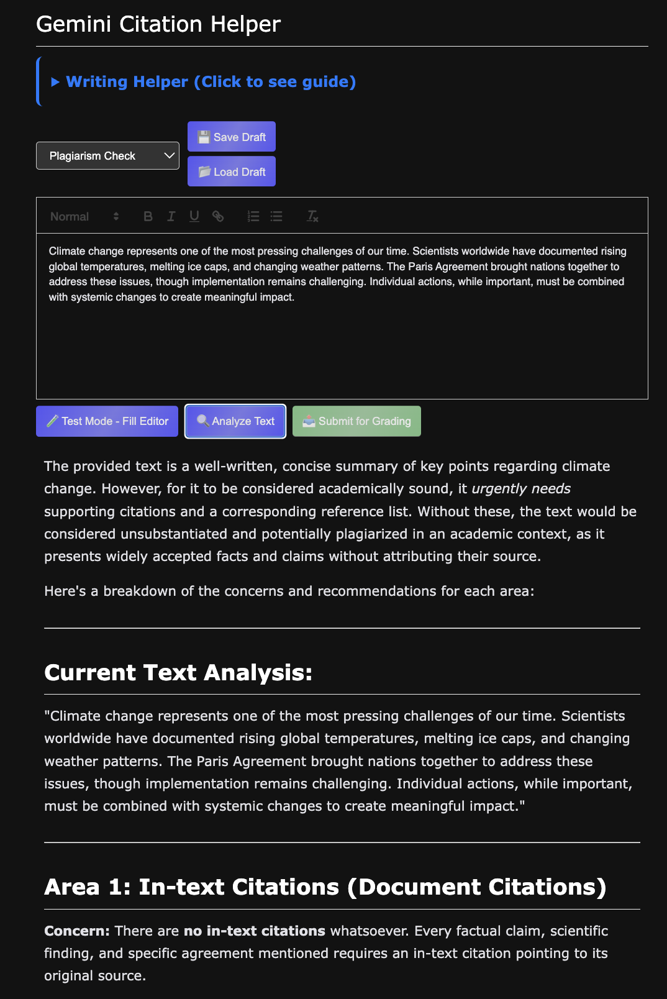 Gemini Citation Helper
Writing Helper (Click to see guide)
Save Draft
Plagiarism Check
Load Draft
Normal
Climate change represents one of the most pressing challenges of our time. Scientists worldwide have documented rising
global temperatures, melting ice caps, and changing weather patterns. The Paris Agreement brought nations together to
address these issues, though implementation remains challenging. Individual actions, while important, must be combined
with systemic changes to create meaningful impact.
Test Mode - Fill Editor Analyze Text Submit for Grading
The provided text is a well-written, concise summary of key points regarding climate
change. However, for it to be considered academically sound, it urgently needs
supporting citations and a corresponding reference list. Without these, the text would be
considered unsubstantiated and potentially plagiarized in an academic context, as it
presents widely accepted facts and claims without attributing their source.
Here's a breakdown of the concerns and recommendations for each area:
Current Text Analysis:
"Climate change represents one of the most pressing challenges of our time. Scientists
worldwide have documented rising global temperatures, melting ice caps, and changing
weather patterns. The Paris Agreement brought nations together to address these
issues, though implementation remains challenging. Individual actions, while important,
must be combined with systemic changes to create meaningful impact."
Area 1: In-text Citations (Document Citations)
Concern: There are no in-text citations whatsoever. Every factual claim, scientific
finding, and specific agreement mentioned requires an in-text citation pointing to its
original source.